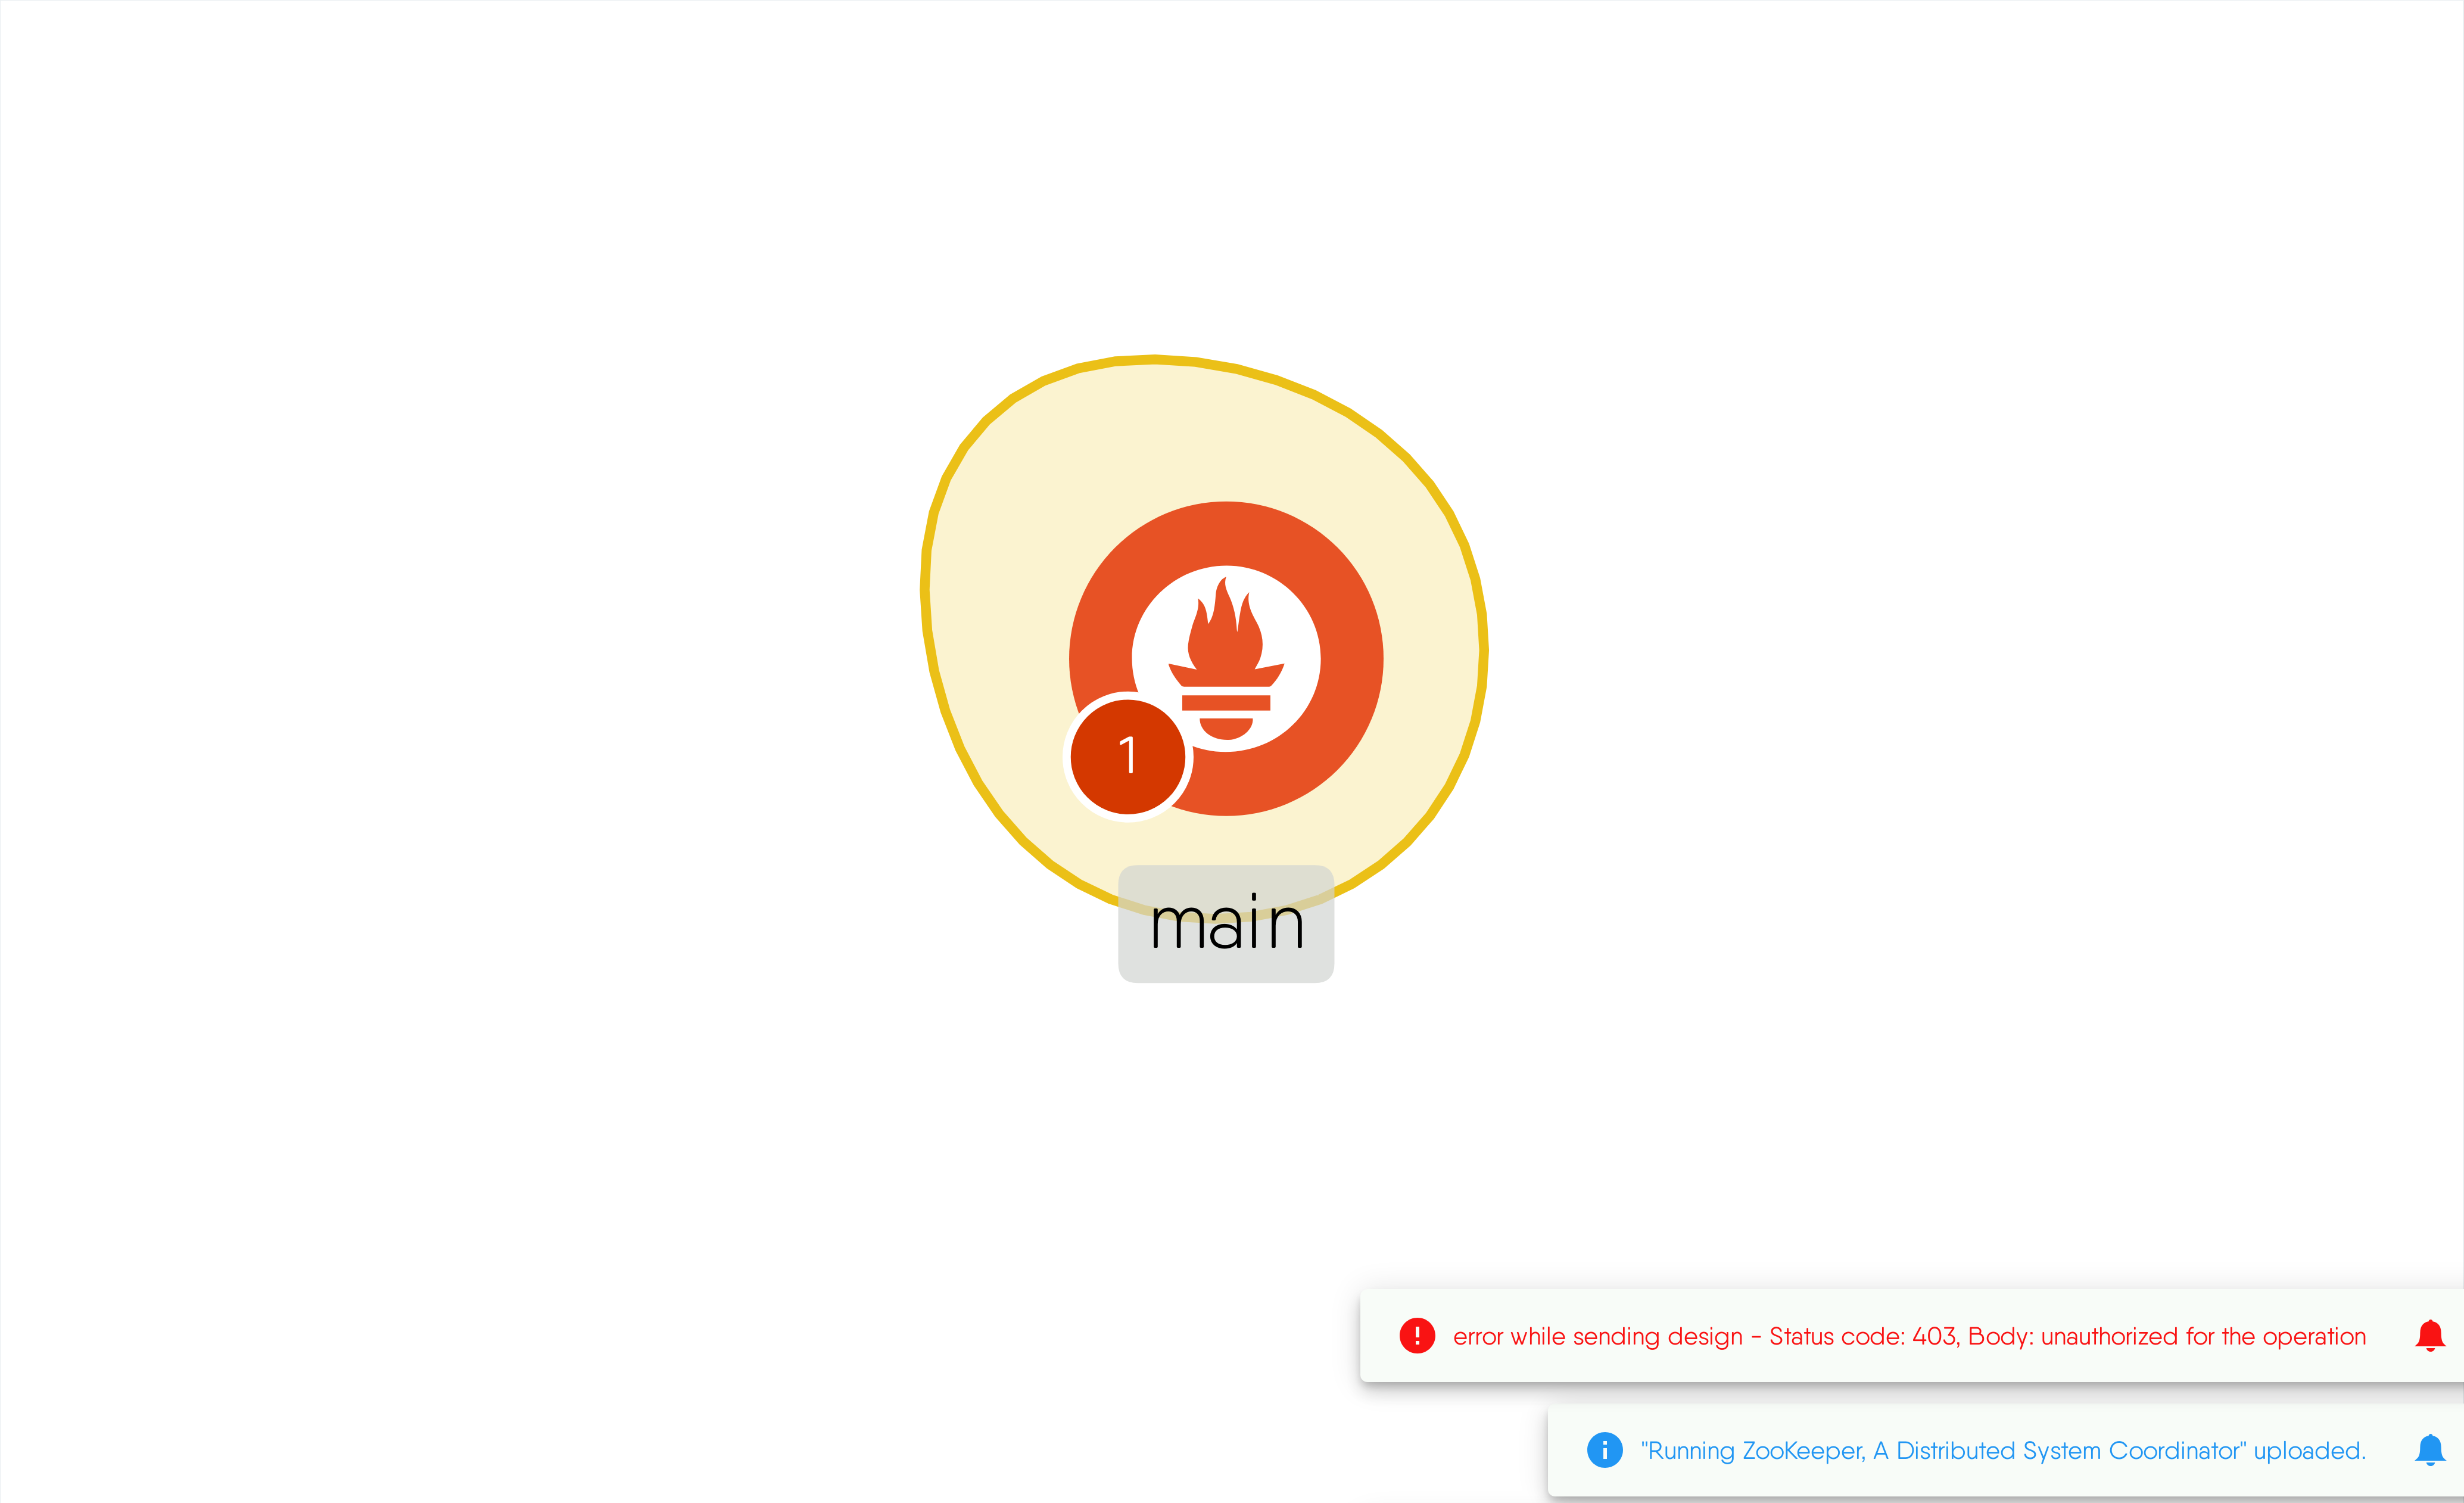 1
main
error while sending design - Status code: 403, Body: unauthorized for the operation
"Running ZooKeeper, A Distributed System Coordinator" uploaded.